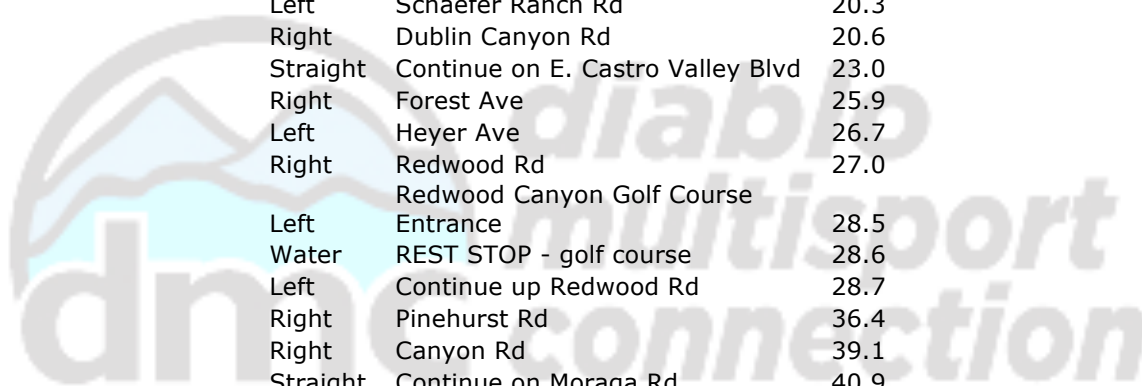 Left Schaefer Ranch Rd 20.3
Right Dublin Canyon Rd 20.6
Straight Continue on E. Castro Valley Blvd 23.0
Right Forest Ave 25.9
Left Heyer Ave 26.7
Right Redwood Rd 27.0
Redwood Canyon Golf Course
Left Entrance 28.5
Water REST STOP - golf course 28.6
Left Continue up Redwood Rd 28.7
Right Pinehurst Rd 36.4
Right Canyon Rd 39.1
Straight Continue on Moraga Rd 40.9
diablo
multisport
connection
dmc